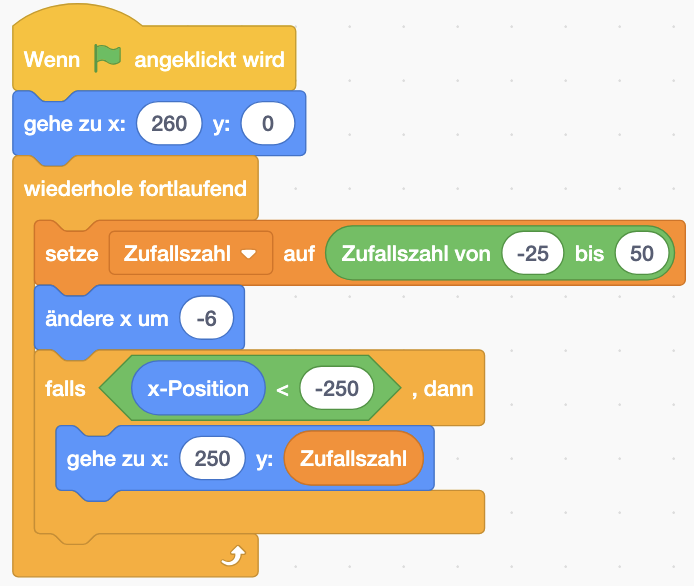 Wenn angeklickt wird
gehe zu x: 260 y: 0
wiederhole fortlaufend
setze Zufallszahl auf Zufallszahl von -25 bis 50
ändere x um -6
falls x-Position < -250 , dann
gehe zu x: 250 y: Zufallszahl